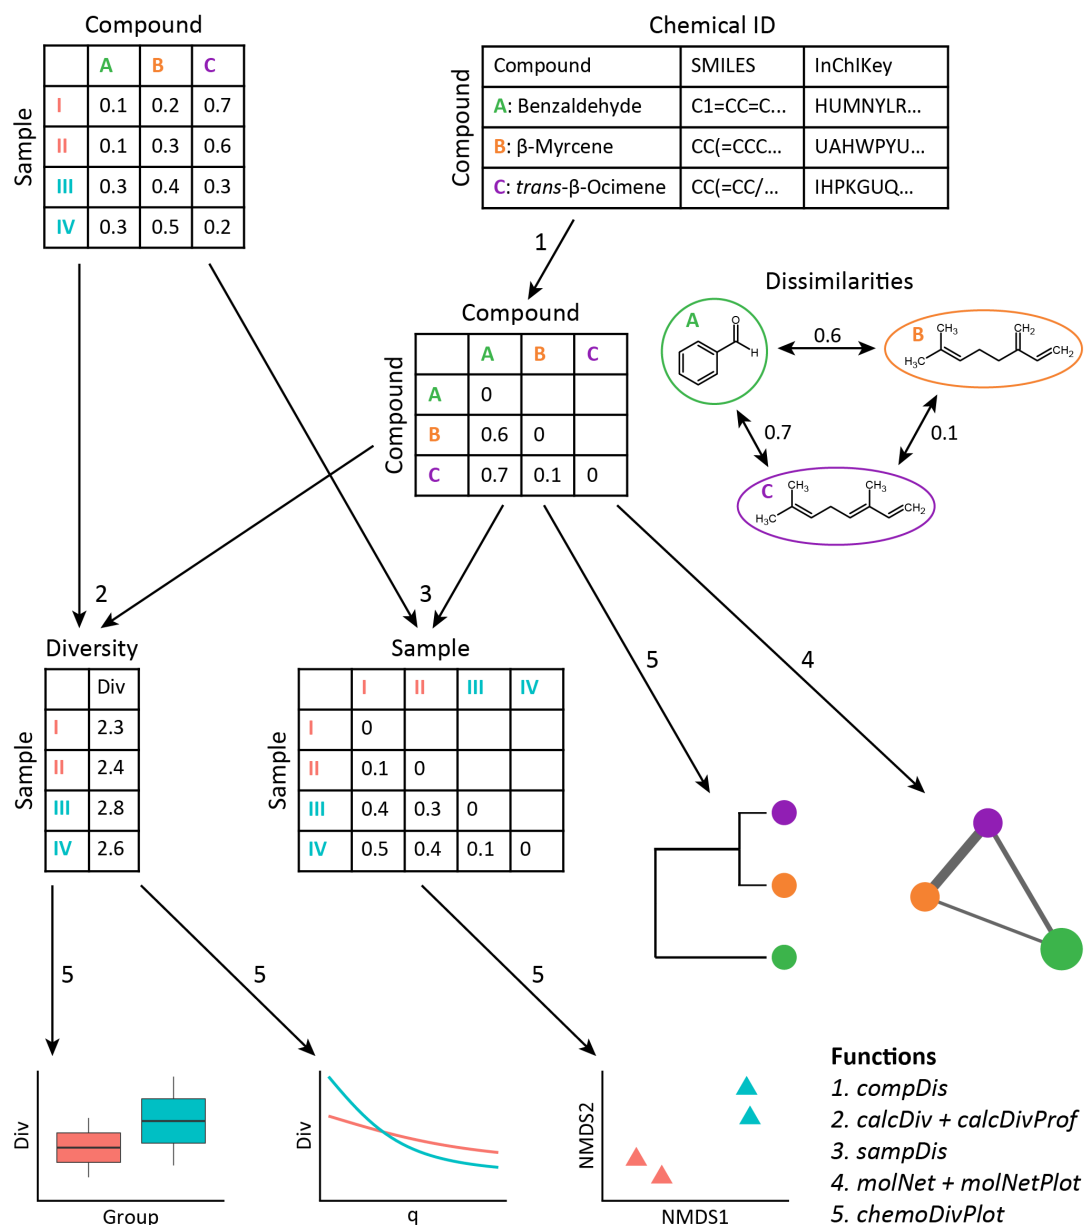 Compound
A B C
Sample
I 0.1 0.2 0.7
II 0.1 0.3 0.6
III 0.3 0.4 0.3
IV 0.3 0.5 0.2
Chemical ID
Compound
Compound SMILES InChIKey
A: Benzaldehyde C1=CC=C... HUMNYLR...
B: β-Myrcene CC(=CCC... UAHWPYU...
C: trans-β-Ocimene CC(=CC/... IHPKGUQ...
1
Compound
Compound
A B C
A 0
B 0.6 0
C 0.7 0.1 0
Dissimilarities
A
O
H
0.6
B
CH3
H3C
CH2
CH2
0.7
0.1
C
CH3
H3C
CH3
CH2
2
3
5
4
Diversity
Sample
Div
I 2.3
II 2.4
III 2.8
IV 2.6
Sample
Sample
I II III IV
I 0
II 0.1 0
III 0.4 0.3 0
IV 0.5 0.4 0.1 0
5
5
5
Div
Group
Div
q
NMDS2
NMDS1
Functions
1. compDis
2. calcDiv + calcDivProf
3. sampDis
4. molNet + molNetPlot
5. chemoDivPlot